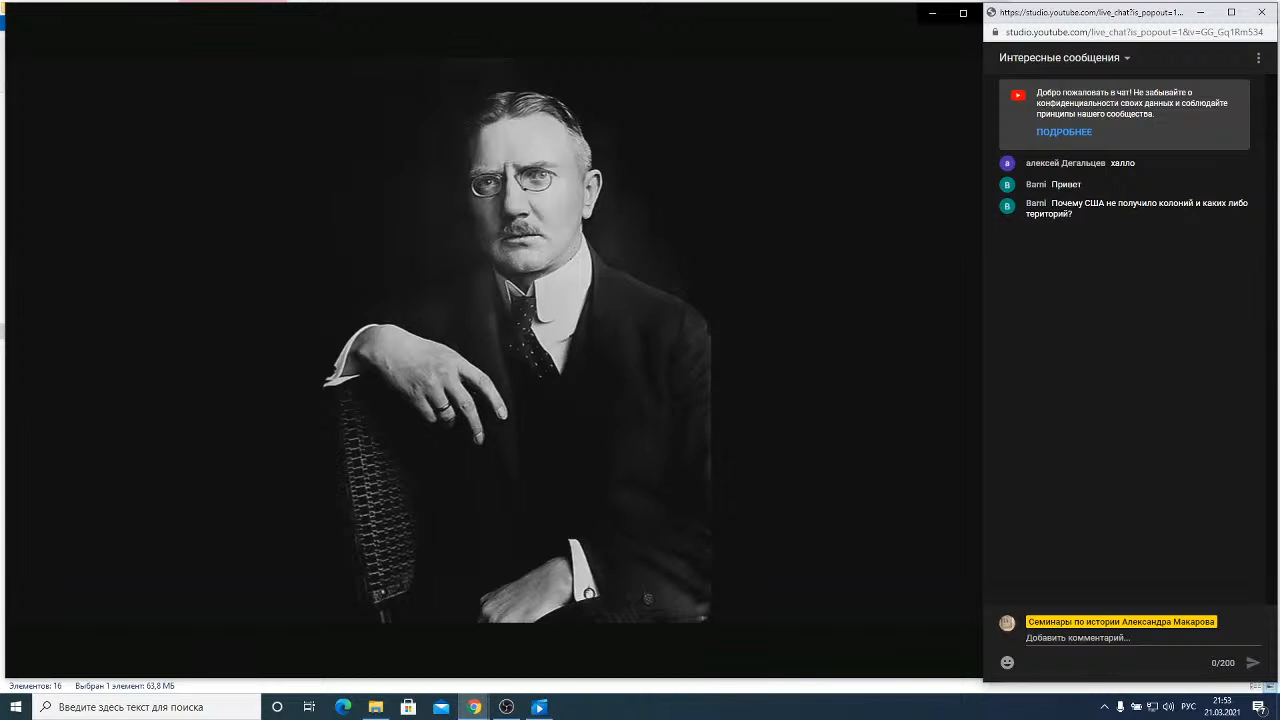 https://studio.youtube.com/live_chat?is_popout=1...
studio.youtube.com/live_chat?is_popout=1&v=GG_Gq1Rm534
Интересные сообщения
Добро пожаловать в чат! Не забывайте о
конфиденциальности своих данных и соблюдайте
принципы нашего сообщества.
ПОДРОБНЕЕ
а алексей Дегальцев халло
B Barni Привет
B Barni Почему США не получило колоний и каких либо
територий?
Семинары по истории Александра Макарова
Добавить комментарий...
0/200
Элементов: 16 Выбран 1 элемент: 63,8 МБ
Введите здесь текст для поиска
РУС
21:53
21.03.2021